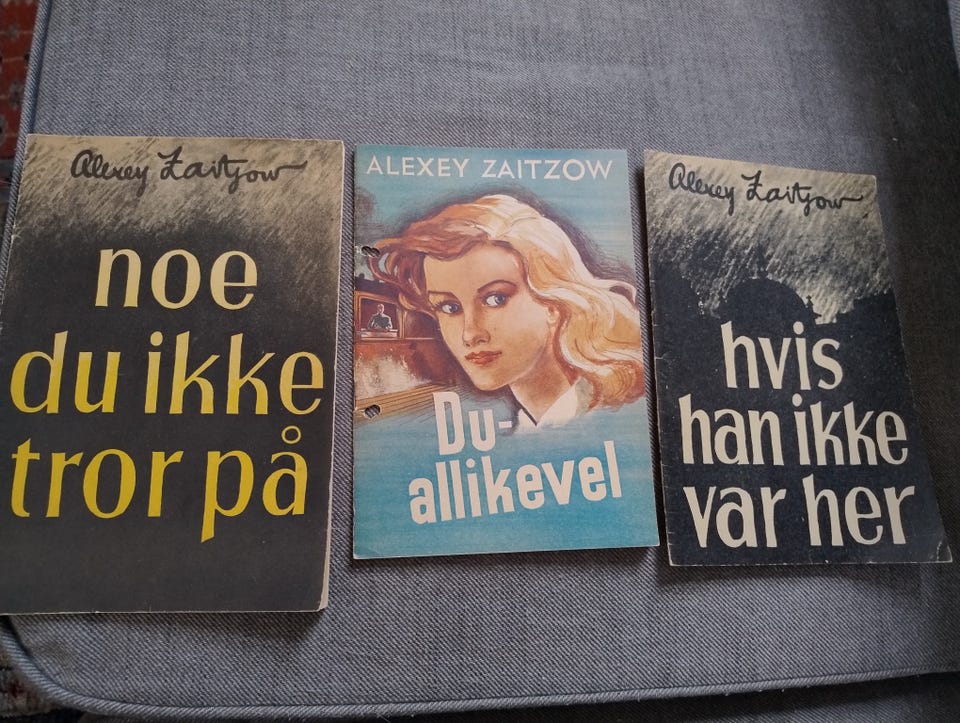 Alexey Zaitzow
noe
du ikke
tror på
ALEXEY ZAITZOW
Du-
allikevel
Alexey Zaitzow
hvis
han ikke
var her